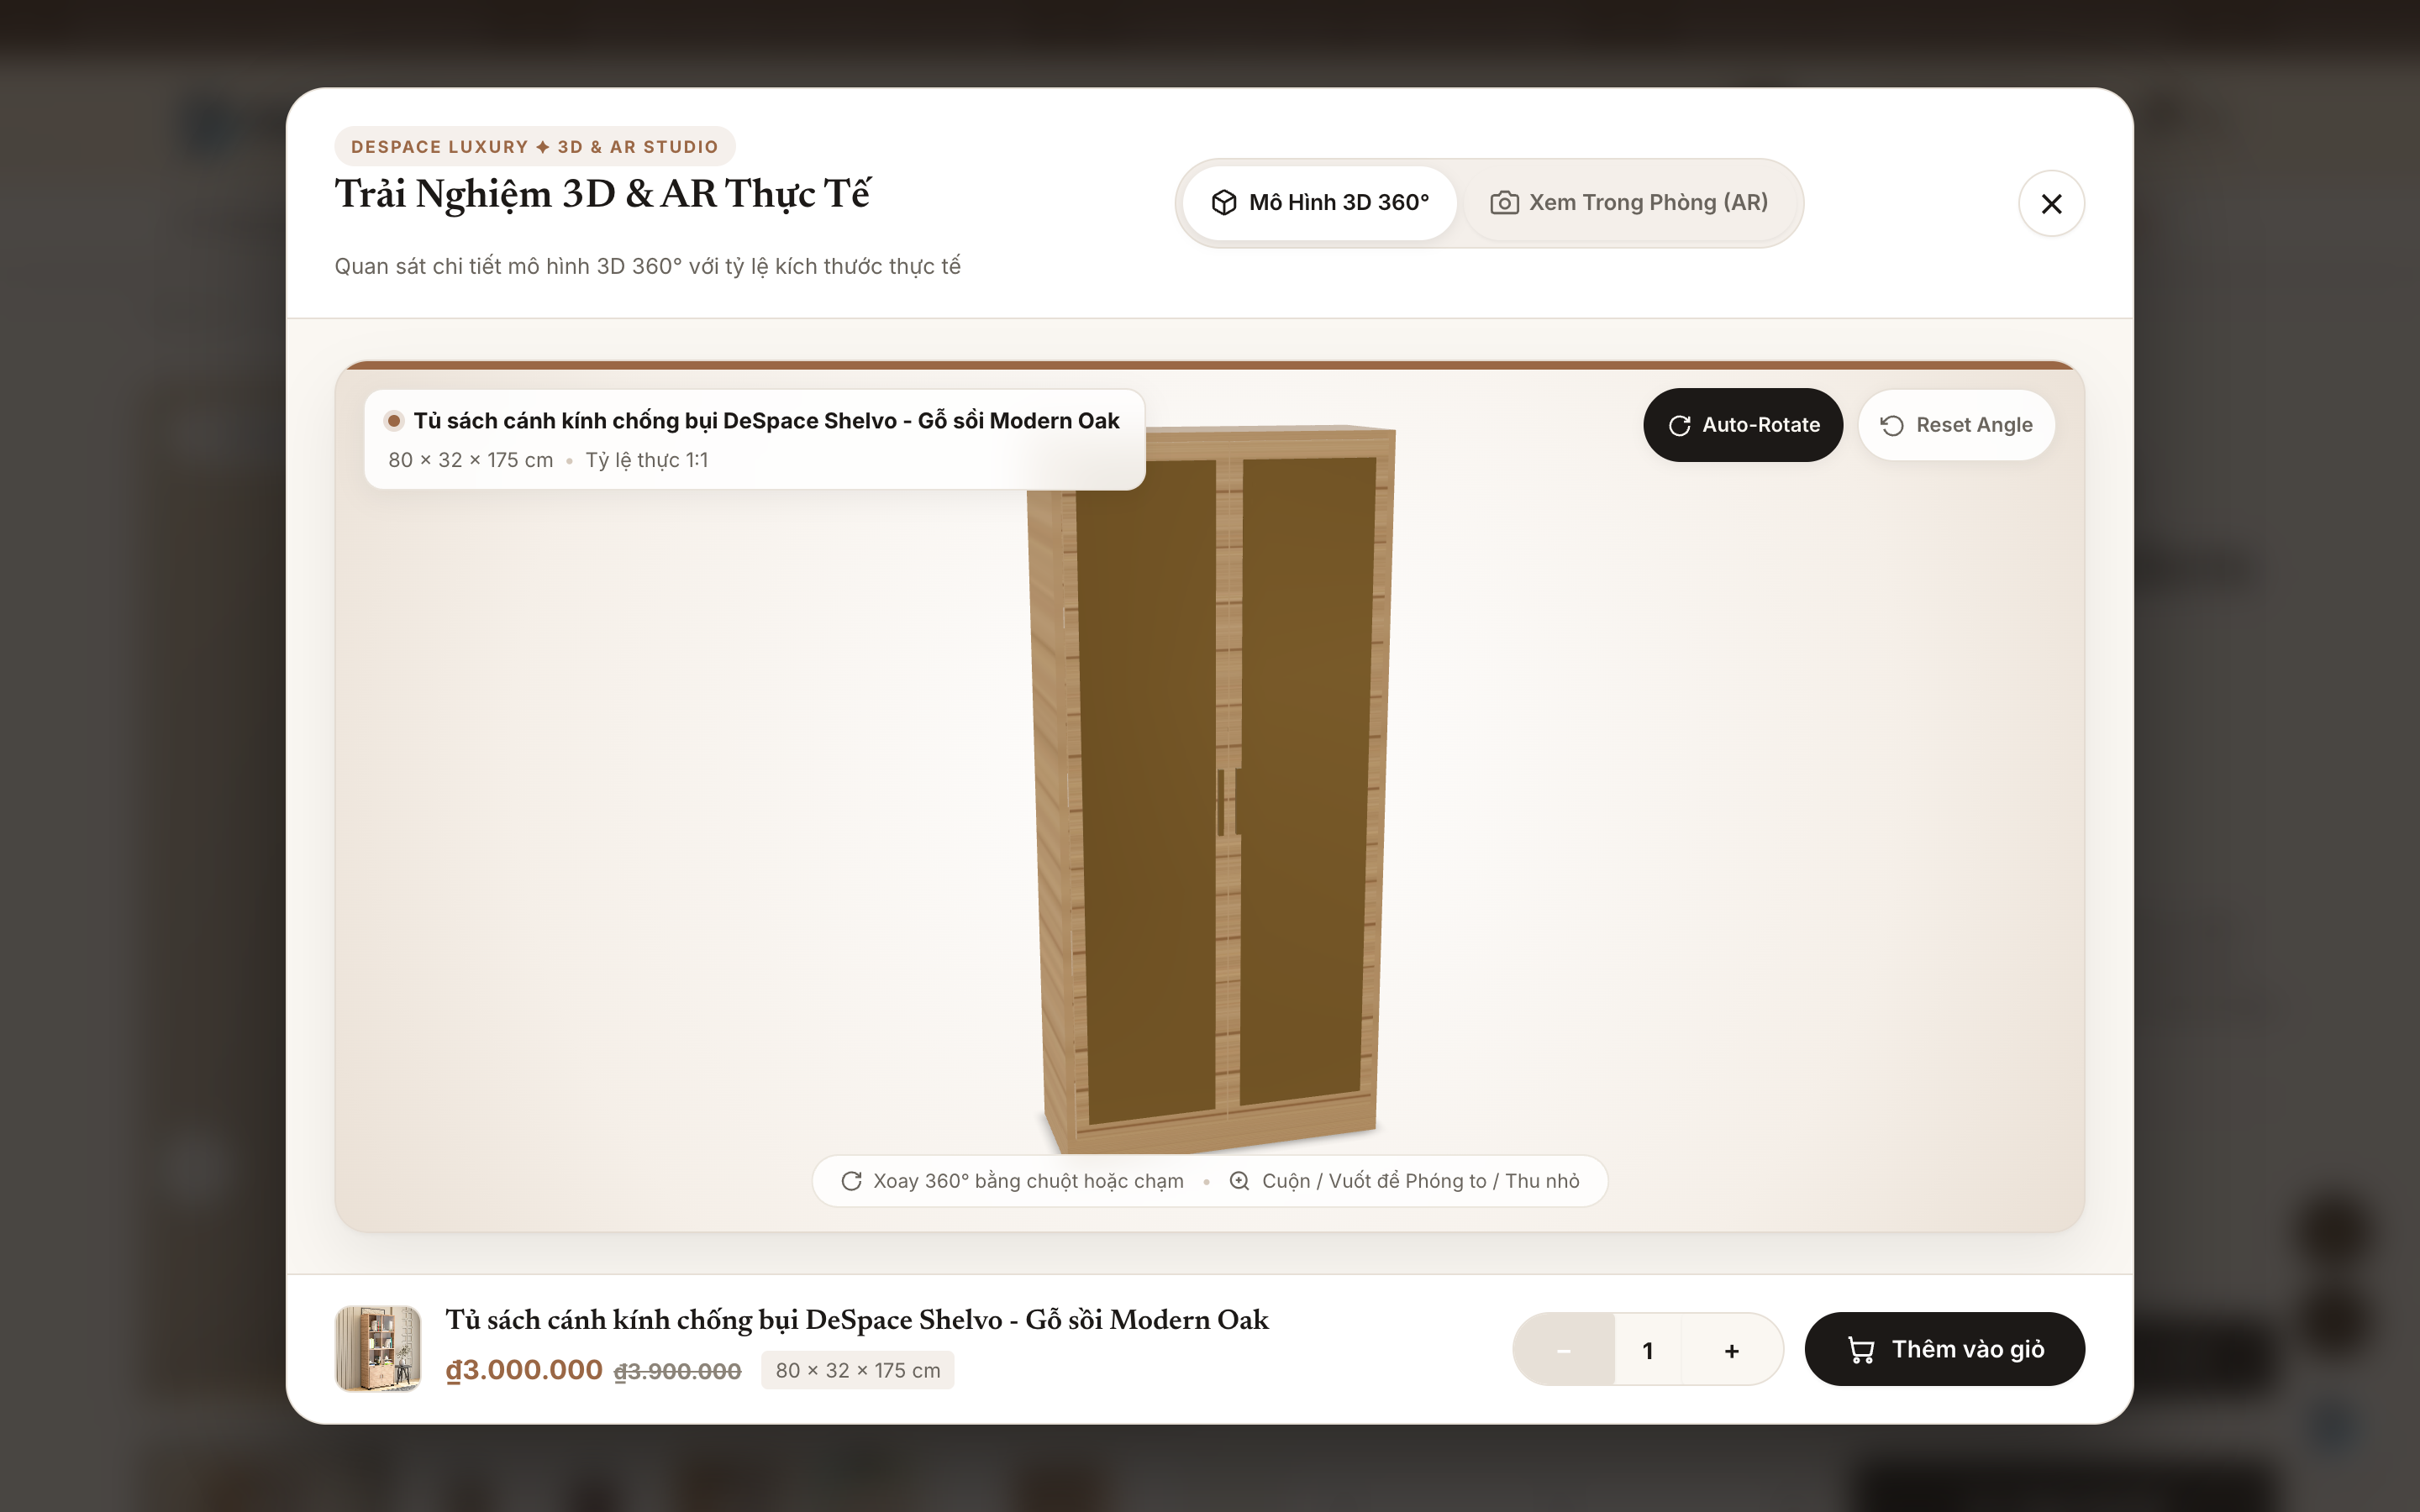 DESPACE LUXURY ✦ 3D & AR STUDIO
Trải Nghiệm 3D & AR Thực Tế
Quan sát chi tiết mô hình 3D 360° với tỷ lệ kích thước thực tế
Mô Hình 3D 360°
Xem Trong Phòng (AR)
Tủ sách cánh kính chống bụi DeSpace Shelvo - Gỗ sồi Modern Oak
80 × 32 × 175 cm • Tỷ lệ thực 1:1
Auto-Rotate
Reset Angle
Xoay 360° bằng chuột hoặc chạm • Cuộn / Vuốt để Phóng to / Thu nhỏ
Tủ sách cánh kính chống bụi DeSpace Shelvo - Gỗ sồi Modern Oak
₫3.000.000 ₫3.900.000 80 × 32 × 175 cm
− 1 +
Thêm vào giỏ